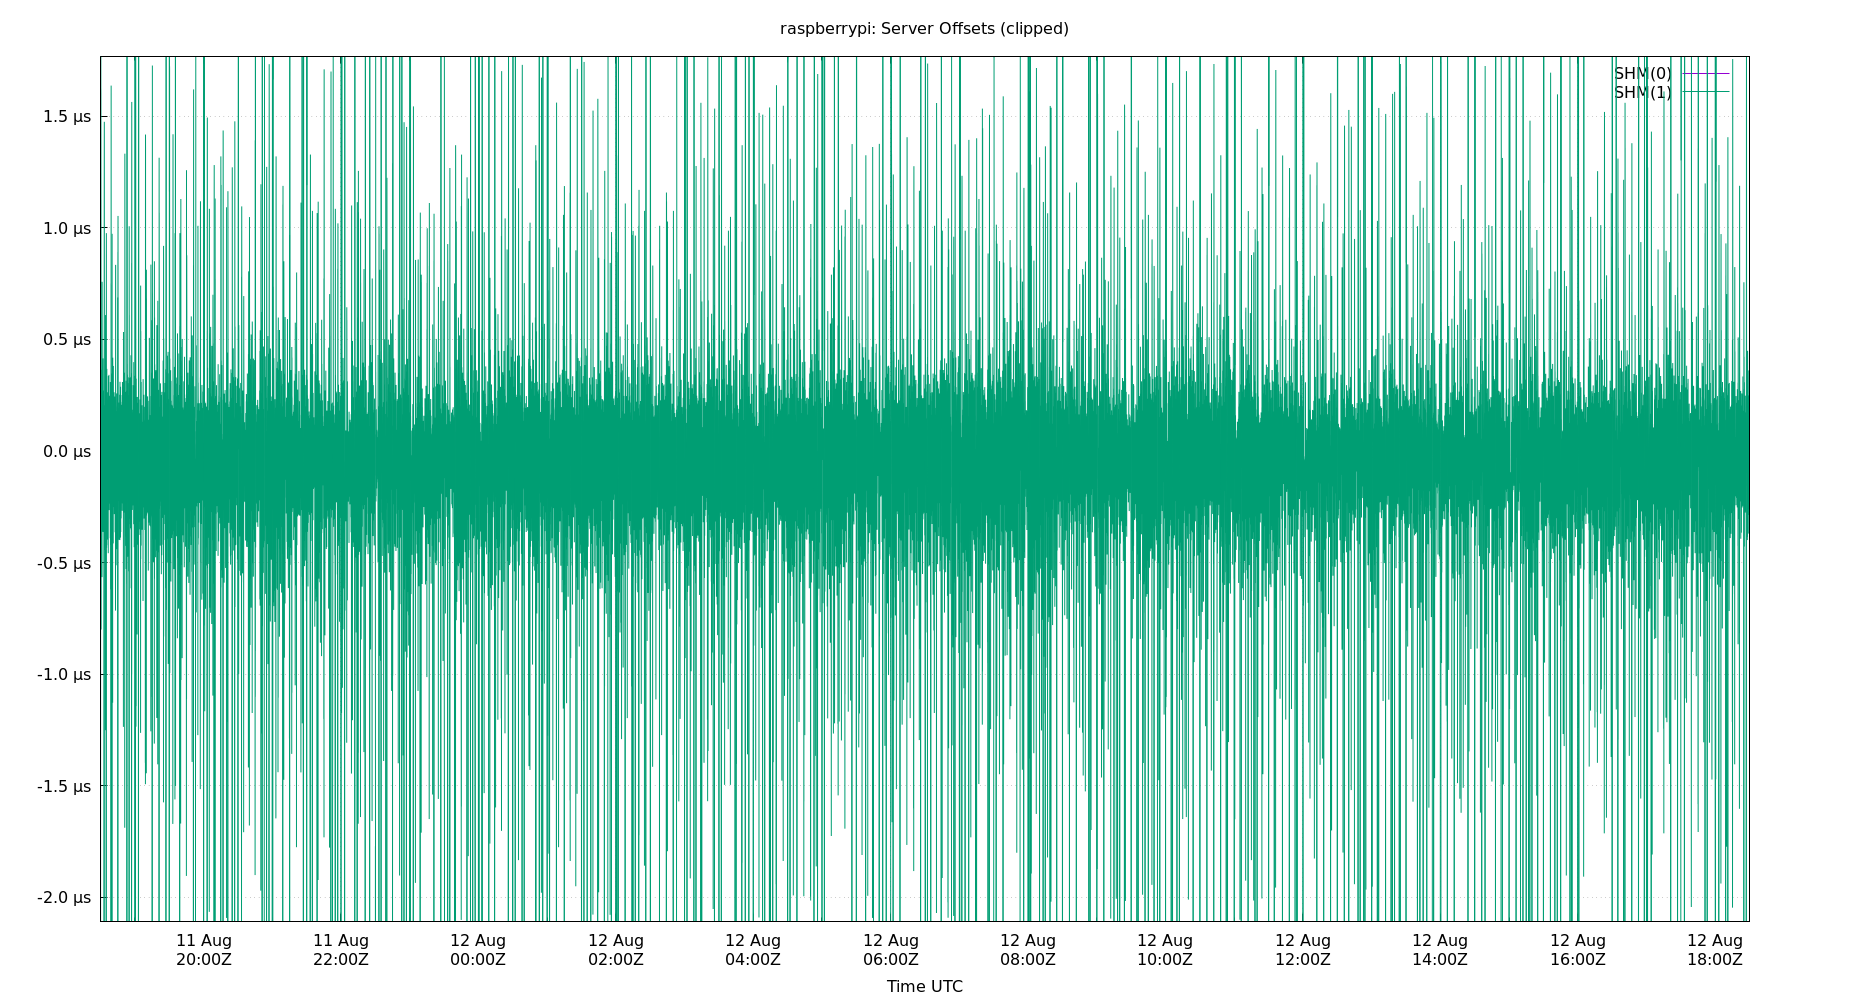 raspberrypi: Server Offsets (clipped)
SHM(0)
SHM(1)
1.5 µs
1.0 µs
0.5 µs
0.0 µs
-0.5 µs
-1.0 µs
-1.5 µs
-2.0 µs
11 Aug 11 Aug 12 Aug 12 Aug 12 Aug 12 Aug 12 Aug 12 Aug 12 Aug 12 Aug 12 Aug 12 Aug
20:00Z 22:00Z 00:00Z 02:00Z 04:00Z 06:00Z 08:00Z 10:00Z 12:00Z 14:00Z 16:00Z 18:00Z
Time UTC